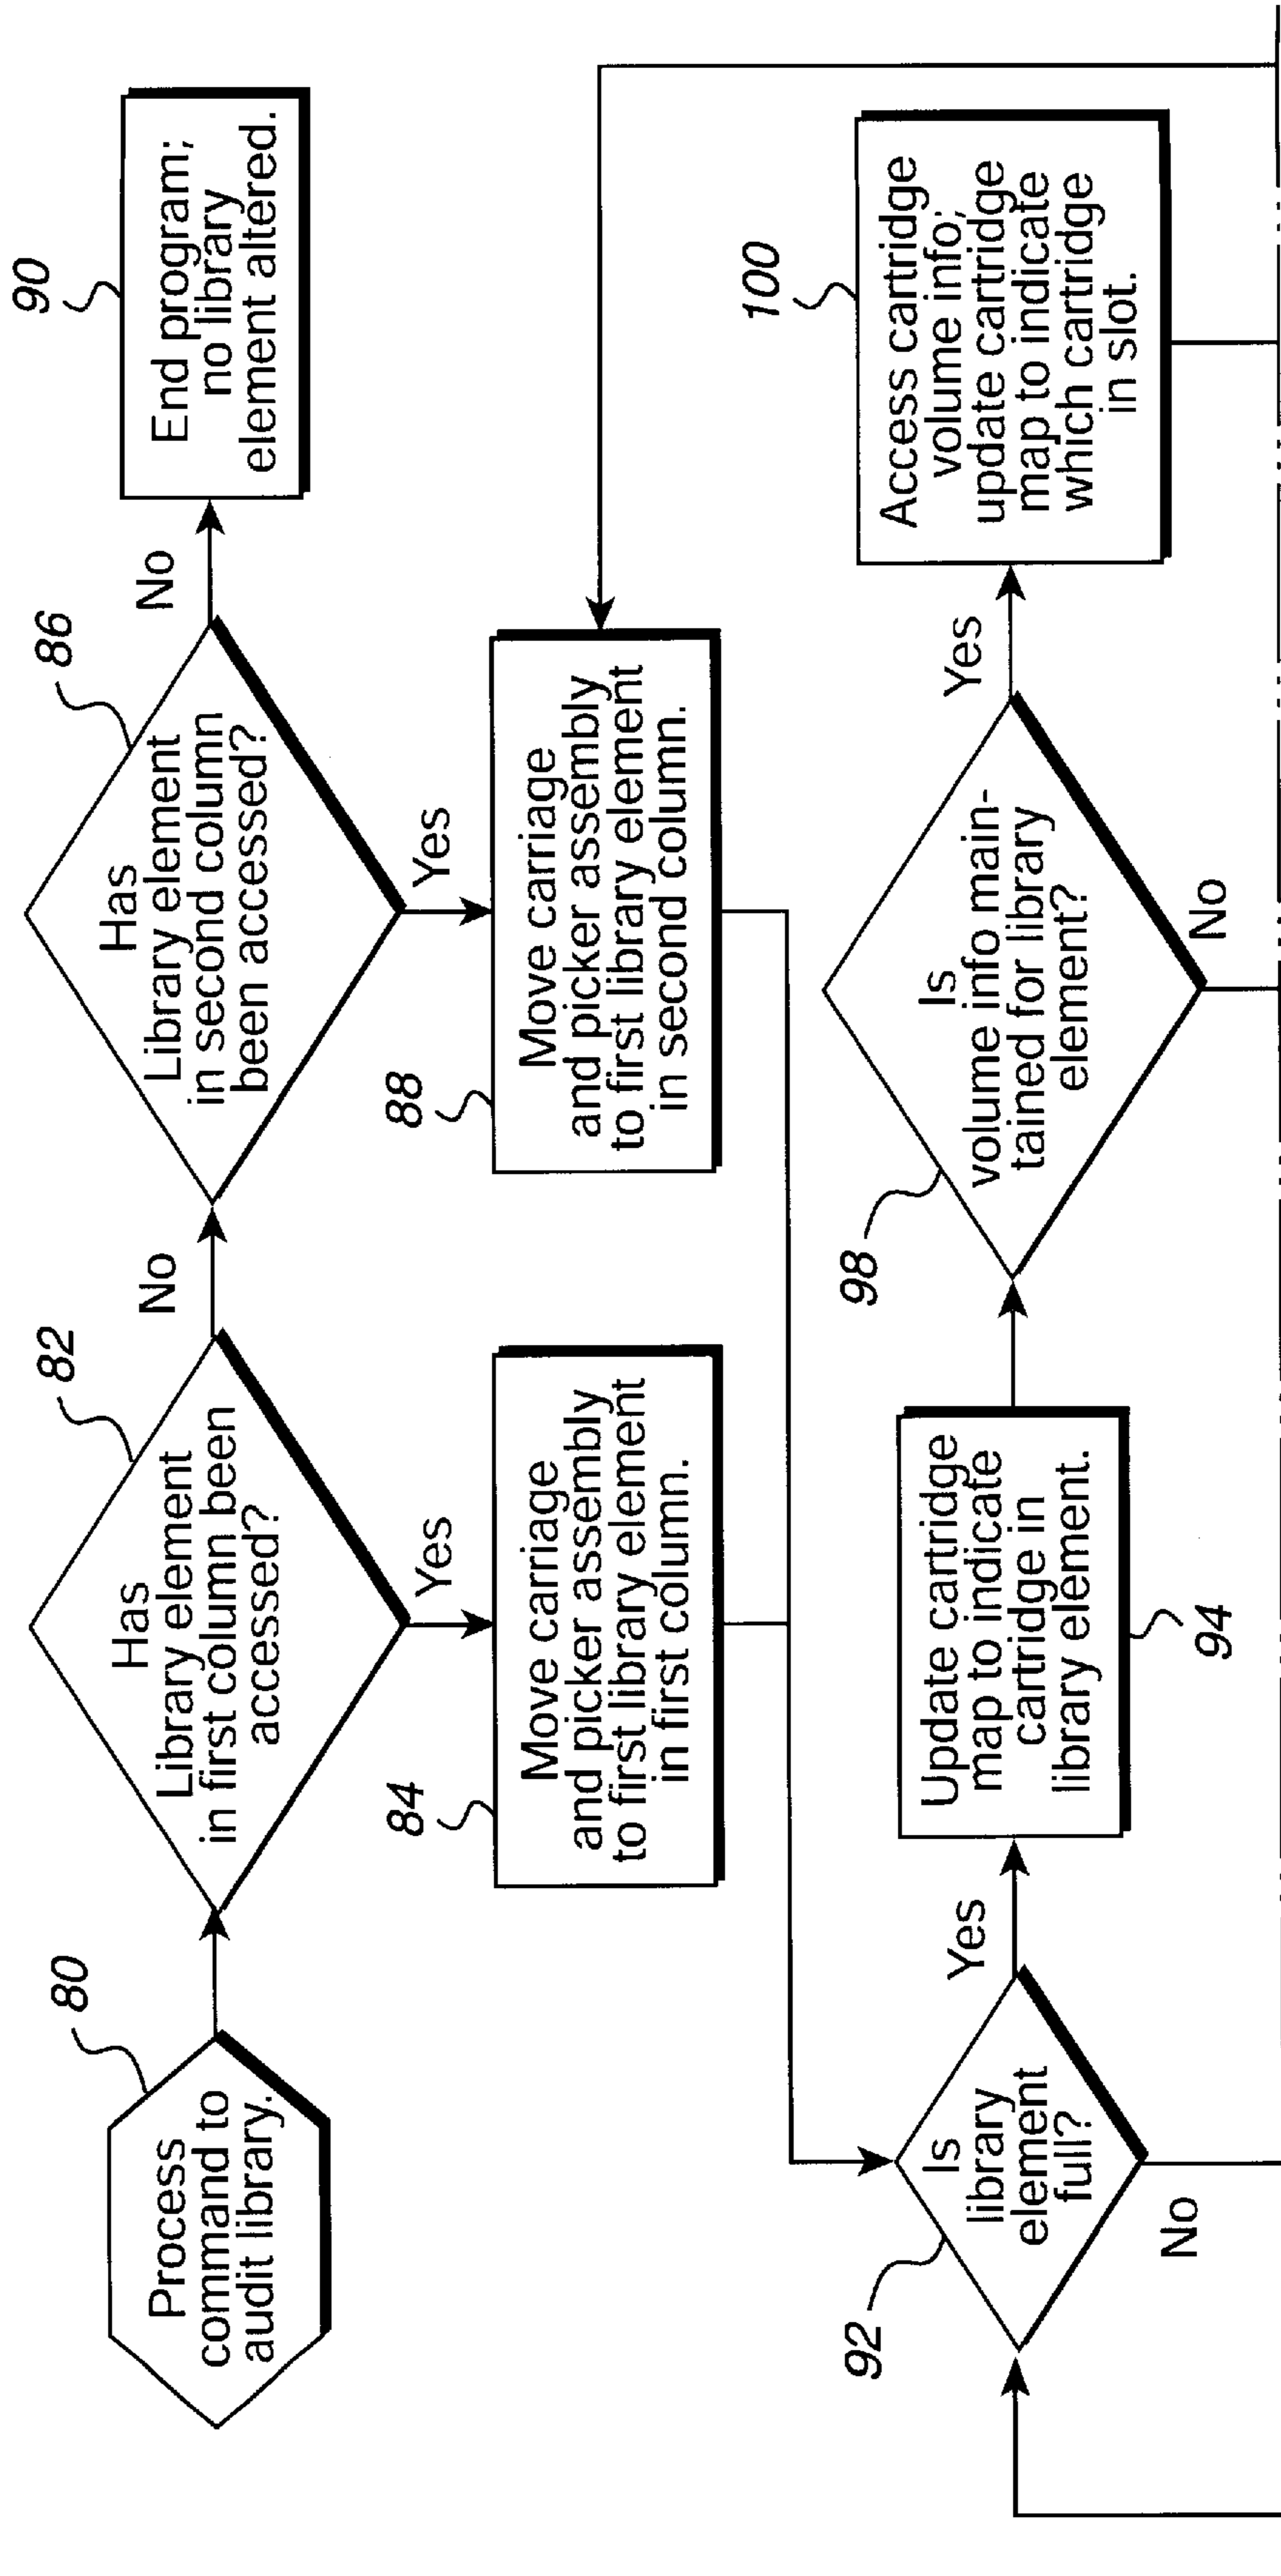 80
Process
command to
audit library.
82
Has
Library element
in first column been
accessed?
No
Yes
86
Has
Library element
in second column
been accessed?
No
Yes
90
End program;
no library
element altered.
84
Move carriage
and picker assembly
to first library element
in first column.
88
Move carriage
and picker assembly
to first library element
in second column.
92
Is
library
element
full?
Yes
No
Update cartridge
map to indicate
cartridge in
library element.
94
98
Is
volume info main-
tained for library
element?
Yes
No
100
Access cartridge
volume info;
update cartridge
map to indicate
which cartridge
in slot.